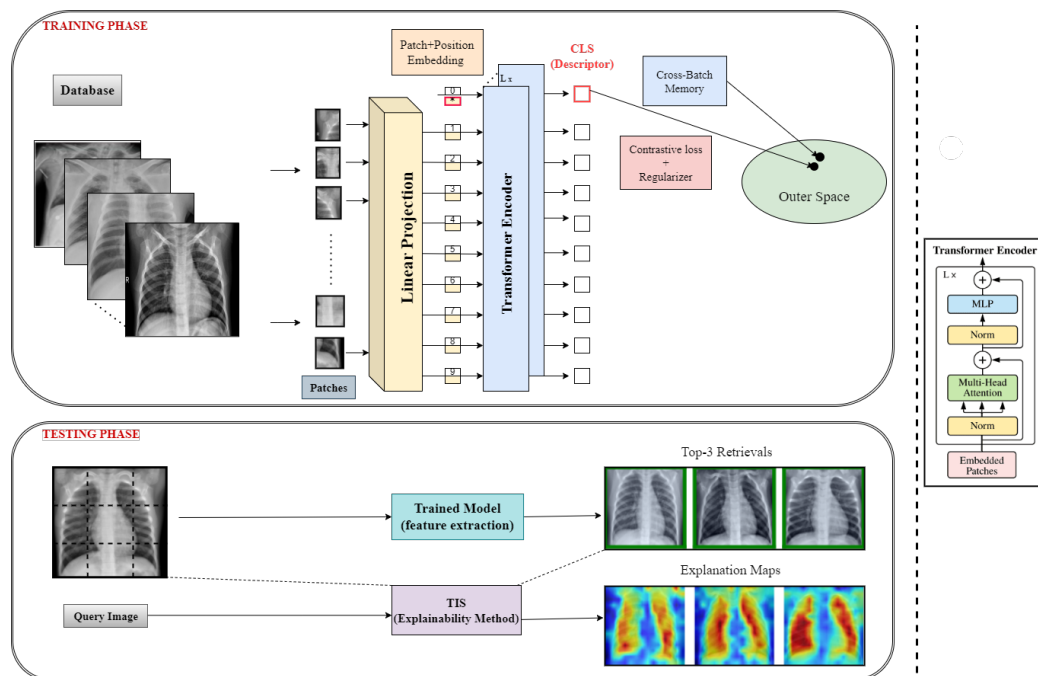 TRAINING PHASE
Database
Patches
Linear Projection
Patch+Position
Embedding
0
*
1
2
3
4
5
6
7
8
9
L x
Transformer Encoder
CLS
(Descriptor)
Cross-Batch
Memory
Contrastive loss
+
Regularizer
Outer Space
R
TESTING PHASE
Query Image
Trained Model
(feature extraction)
TIS
(Explainability Method)
Top-3 Retrievals
Explanation Maps
Transformer Encoder
L x
+
MLP
Norm
+
Multi-Head
Attention
Norm
Embedded
Patches